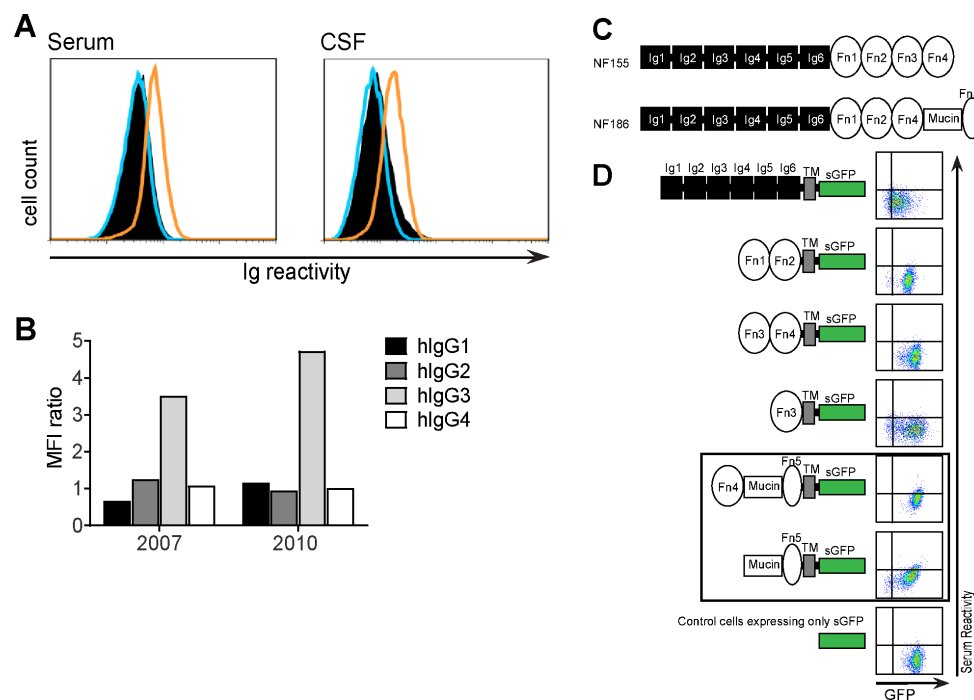 A
Serum
CSF
cell count
Ig reactivity
B
MFI ratio
5
4
3
2
1
0
2007
2010
hIgG1
hIgG2
hIgG3
hIgG4
C
NF155
Ig1 Ig2 Ig3 Ig4 Ig5 Ig6 Fn1 Fn2 Fn3 Fn4
Fn
NF186
Ig1 Ig2 Ig3 Ig4 Ig5 Ig6 Fn1 Fn2 Fn4 Mucin
D
Ig1 Ig2 Ig3 Ig4 Ig5 Ig6 TM sGFP
TM sGFP
Fn1 Fn2
TM sGFP
Fn3 Fn4
TM sGFP
Fn3
Fn5
TM sGFP
Fn4 Mucin
Fn5
TM sGFP
Mucin
Control cells expressing only sGFP
Serum Reactivity
GFP